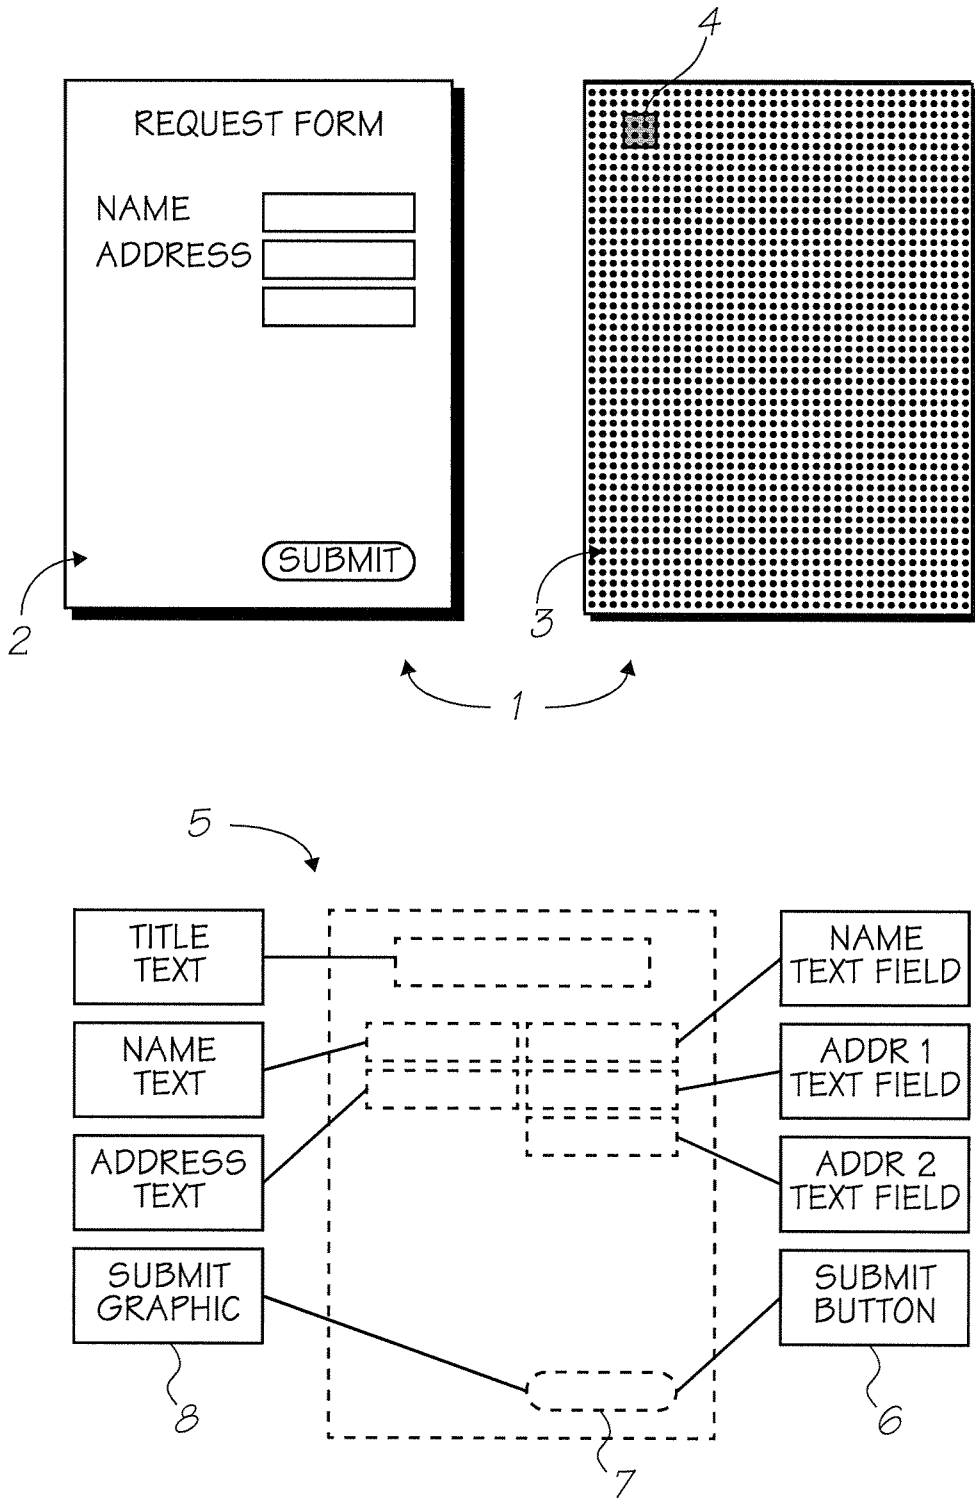 4
REQUEST FORM
NAME
ADDRESS
SUBMIT
2
3
1
5
TITLE
TEXT
NAME
TEXT
ADDRESS
TEXT
SUBMIT
GRAPHIC
8
NAME
TEXT FIELD
ADDR 1
TEXT FIELD
ADDR 2
TEXT FIELD
SUBMIT
BUTTON
6
7